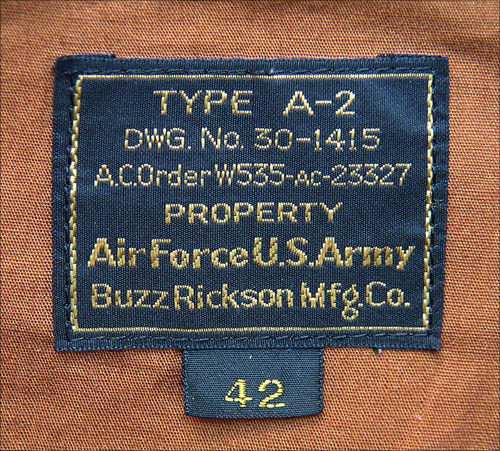 TYPE A-2
DWG. No. 30-1415
A.C.Order W535-AC-23327
PROPERTY
Air Force U.S.Army
Buzz Rickson Mfg.Co.
42